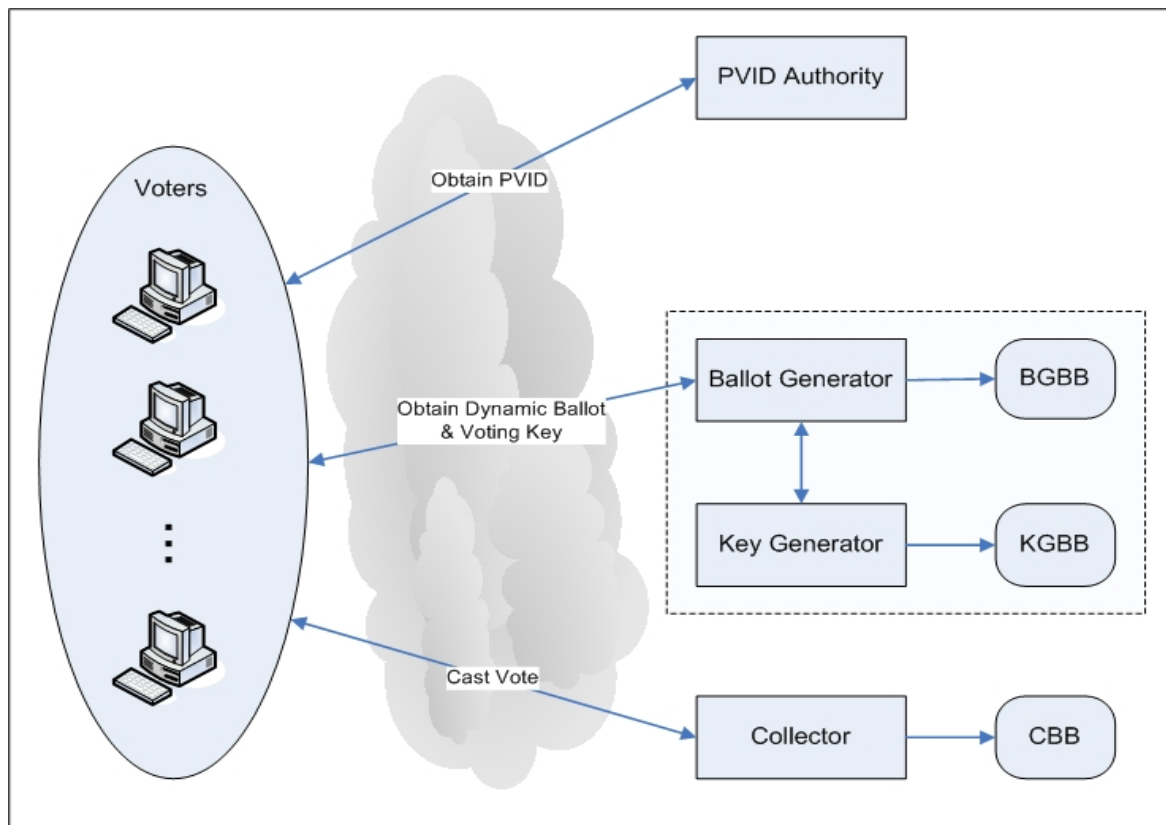 PVID Authority
Voters
Obtain PVID
Ballot Generator
BGBB
Obtain Dynamic Ballot
& Voting Key
Key Generator
KGBB
Cast Vote
Collector
CBB